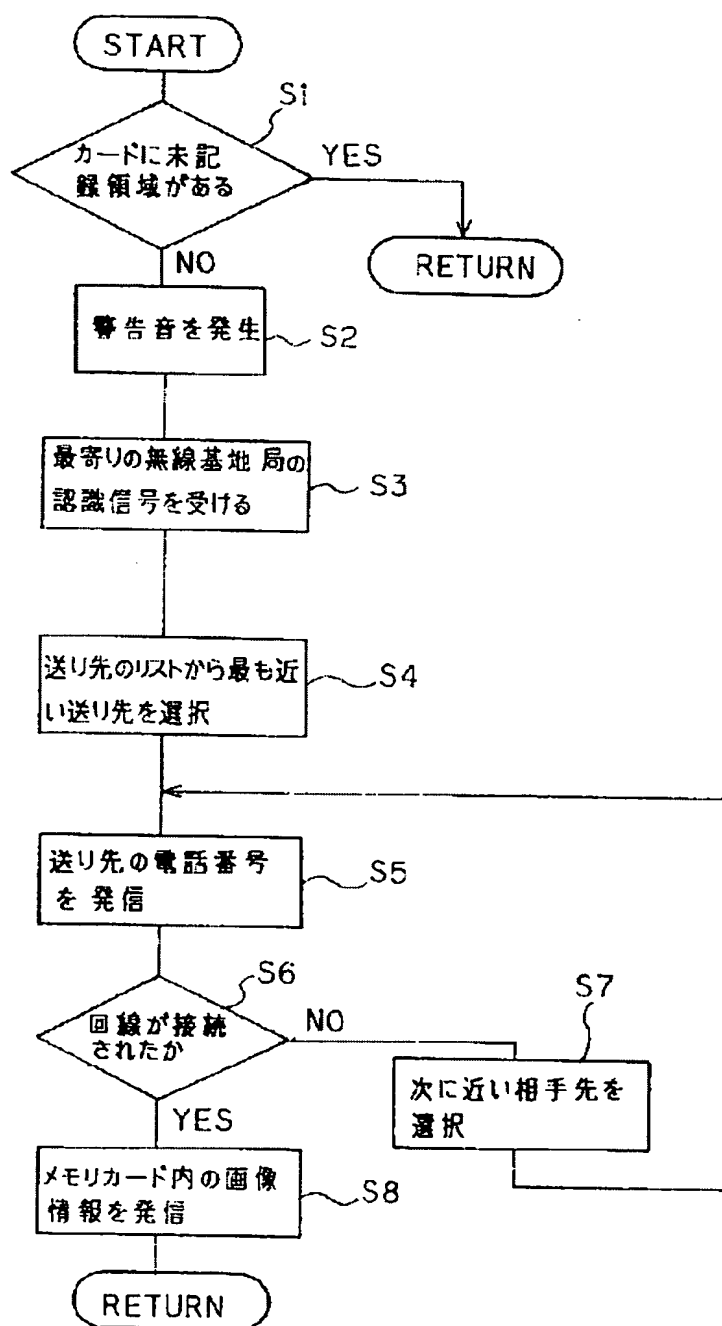 START
S1
カードに未記
録領域がある
YES
RETURN
NO
警告音を発生
S2
最寄りの無線基地局の
認識信号を受ける
S3
送り先のリストから最も近
い送り先を選択
S4
送り先の電話番号
を発信
S5
S6
回線が接続
されたか
NO
S7
次に近い相手先を
選択
YES
メモリカード内の画像
情報を発信
S8
RETURN